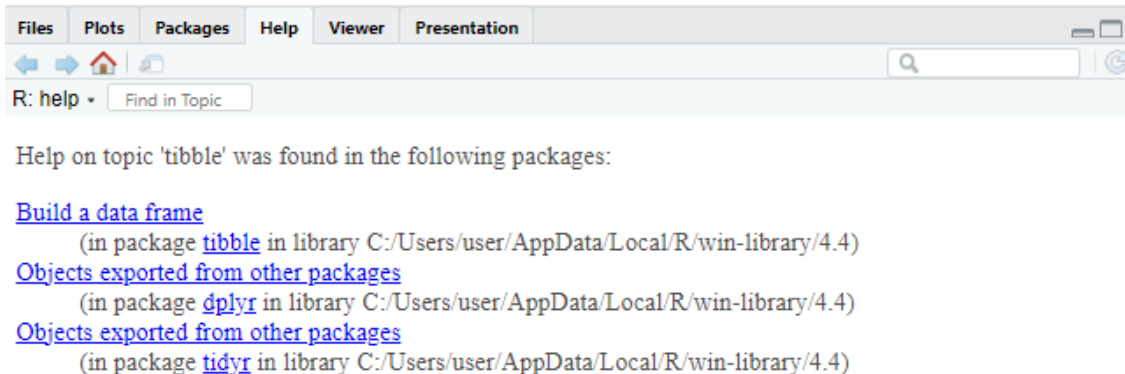 Files Plots Packages Help Viewer Presentation
R: help Find in Topic
Help on topic 'tibble' was found in the following packages:
Build a data frame
(in package tibble in library C:/Users/user/AppData/Local/R/win-library/4.4)
Objects exported from other packages
(in package dplyr in library C:/Users/user/AppData/Local/R/win-library/4.4)
Objects exported from other packages
(in package tidyr in library C:/Users/user/AppData/Local/R/win-library/4.4)